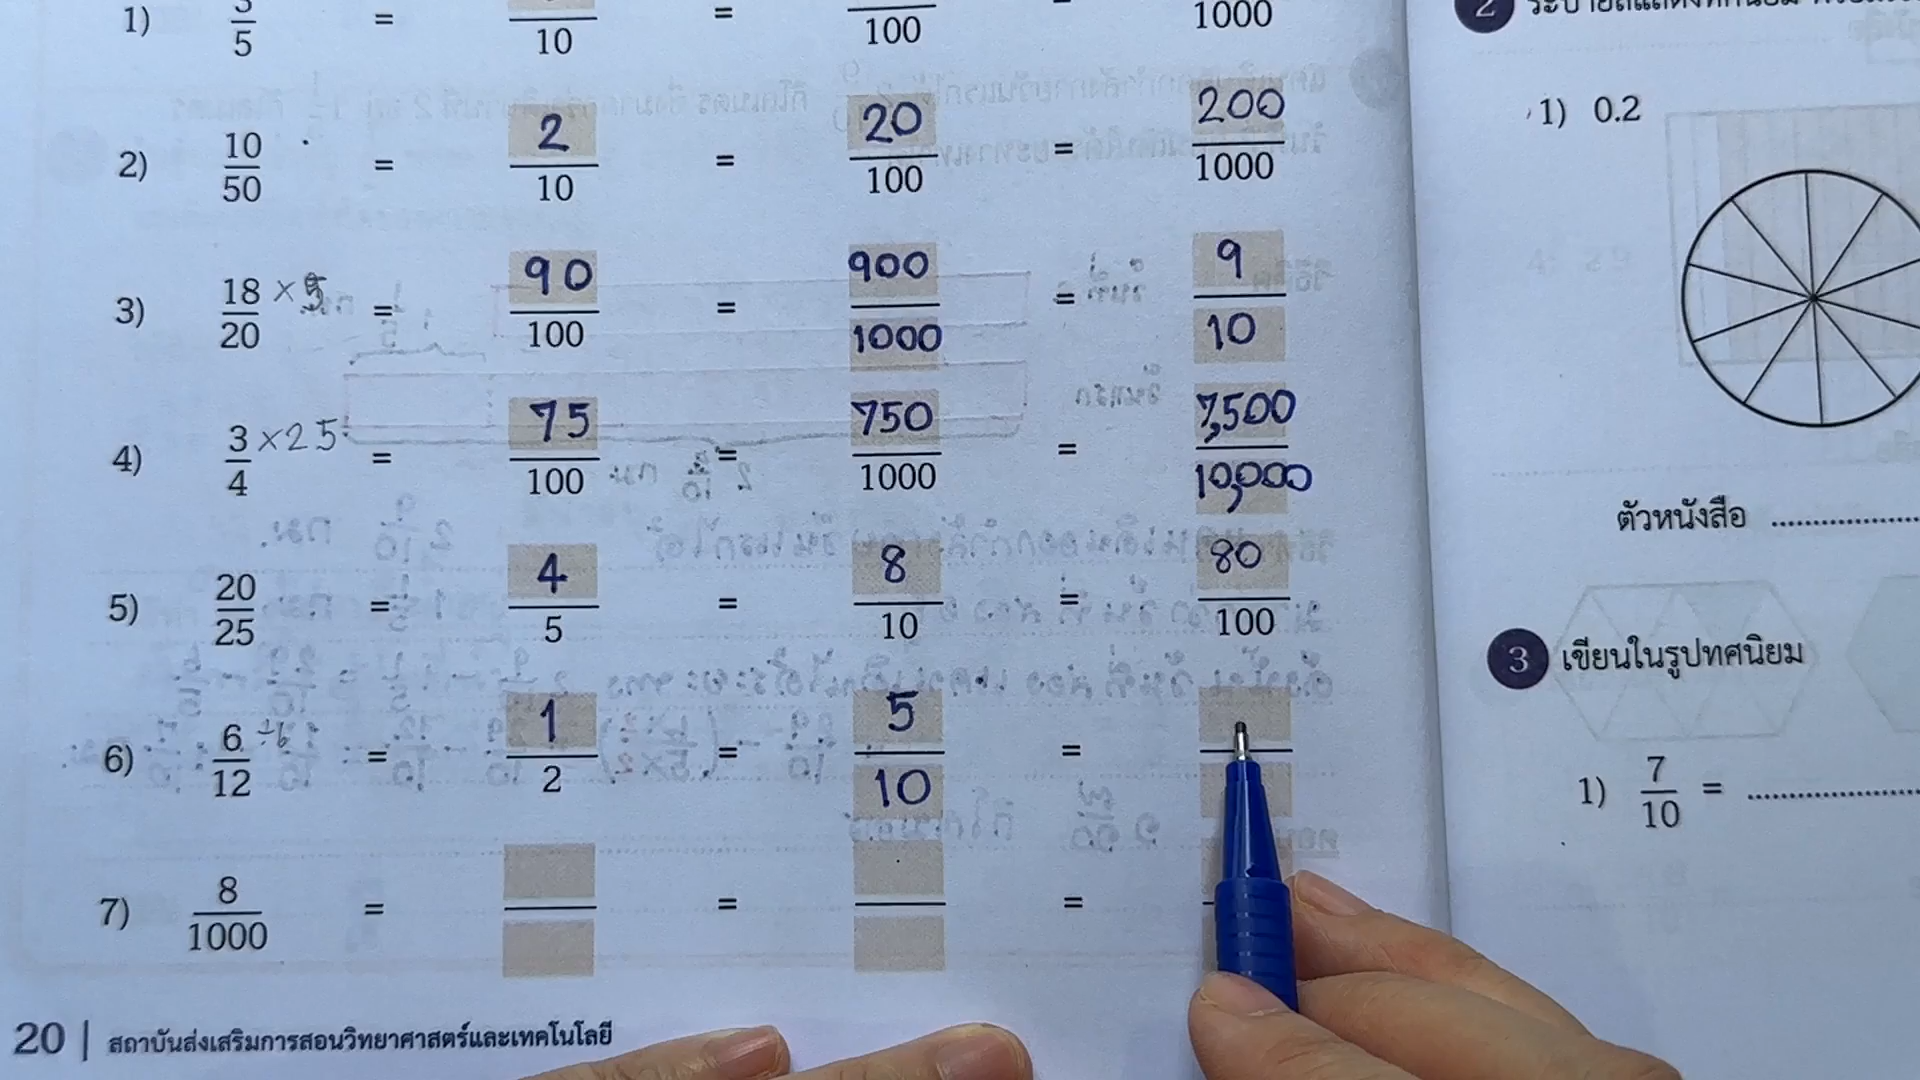 1) 3/5 = /10 = /100 = /1000
2) 10/50 = 2/10 = 20/100 = 200/1000
3) 18/20 ×5 = 90/100 = 900/1000 = 9/10
4) 3/4 ×25 = 75/100 = 750/1000 = 7,500/10,000
5) 20/25 = 4/5 = 8/10 = 80/100
6) 6/12 ÷6 = 1/2 = 5/10 =
7) 8/1000 = = =
20 | สถาบันส่งเสริมการสอนวิทยาศาสตร์และเทคโนโลยี
2
1) 0.2
ตัวหนังสือ
3 เขียนในรูปทศนิยม
1) 7/10 =